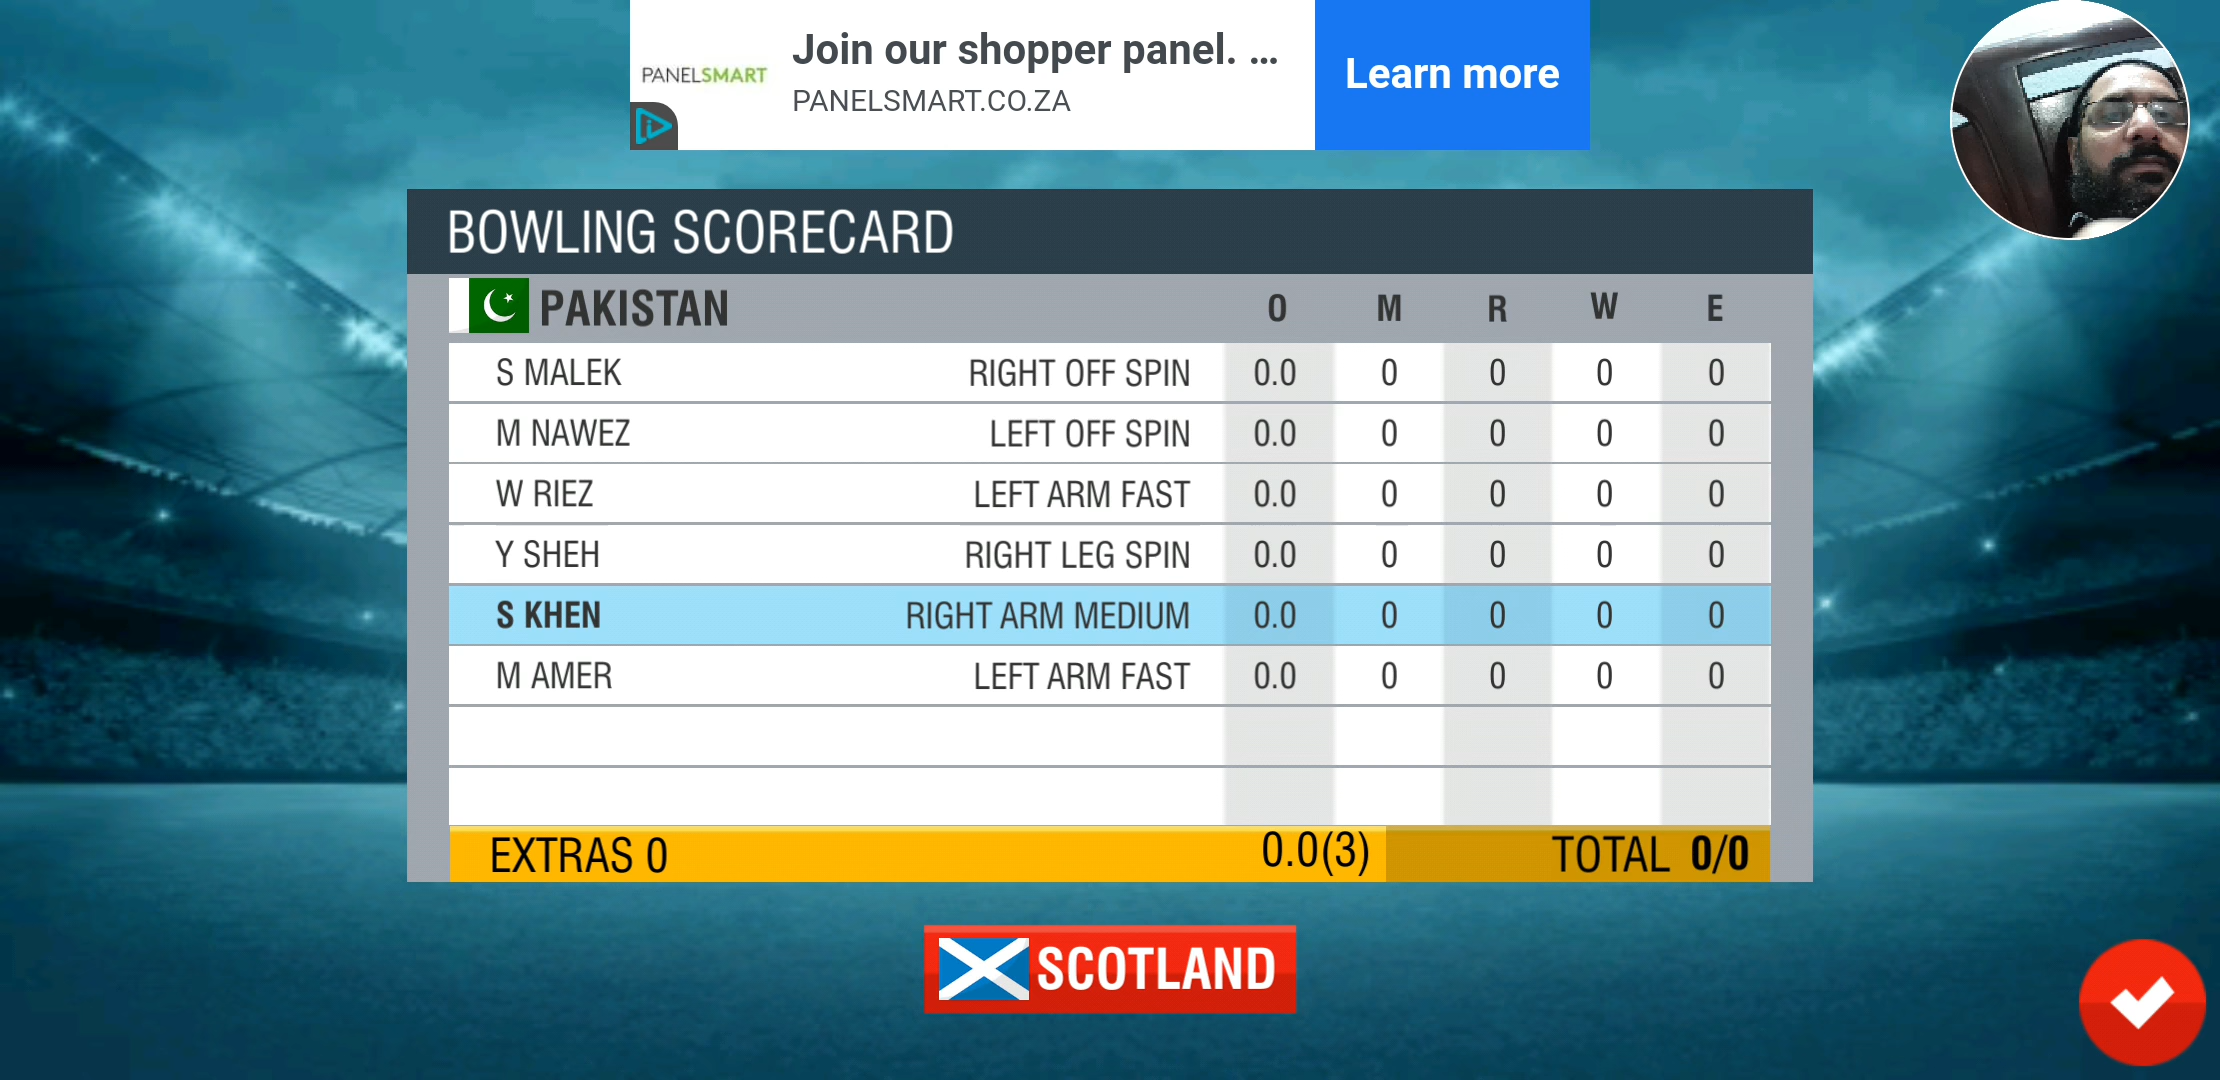 Join our shopper panel. ...
PANELSMART
PANELSMART.CO.ZA
Learn more
BOWLING SCORECARD
PAKISTAN O M R W E
S MALEK RIGHT OFF SPIN 0.0 0 0 0 0
M NAWEZ LEFT OFF SPIN 0.0 0 0 0 0
W RIEZ LEFT ARM FAST 0.0 0 0 0 0
Y SHEH RIGHT LEG SPIN 0.0 0 0 0 0
S KHEN RIGHT ARM MEDIUM 0.0 0 0 0 0
M AMER LEFT ARM FAST 0.0 0 0 0 0
EXTRAS 0 0.0(3) TOTAL 0/0
SCOTLAND